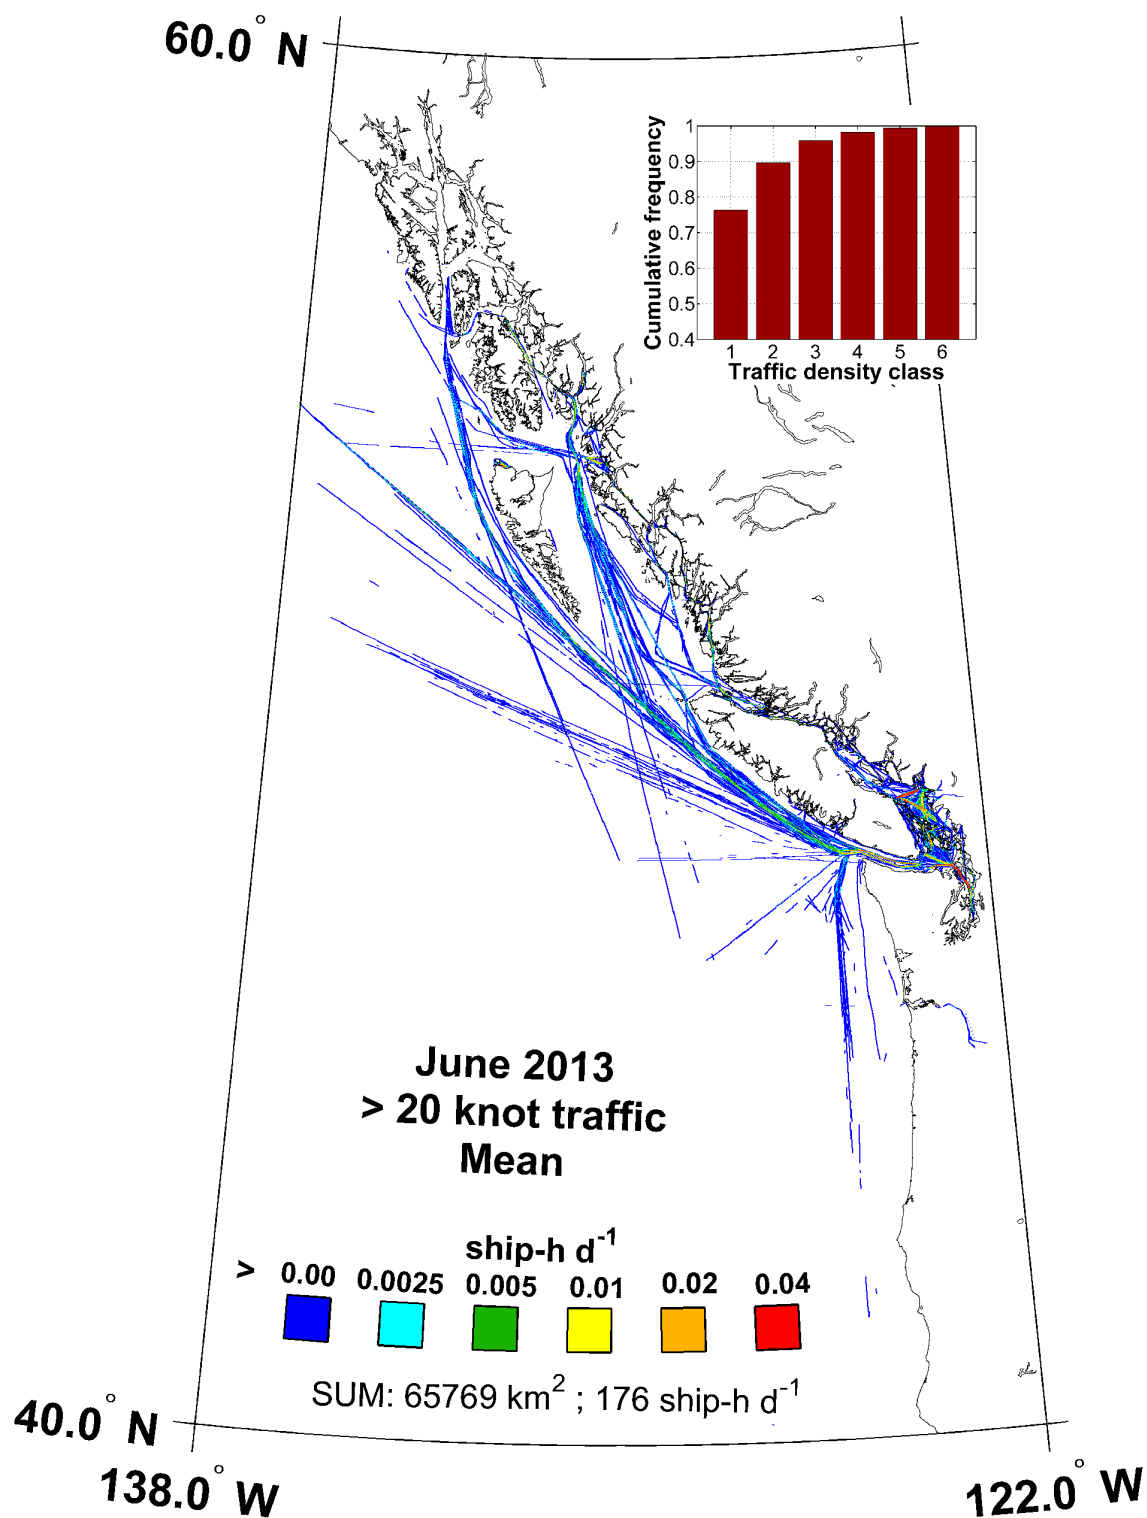 60.0° N
Cumulative frequency
1
0.9
0.8
0.7
0.6
0.5
0.4
1 2 3 4 5 6
Traffic density class
June 2013
> 20 knot traffic
Mean
ship-h d⁻¹
> 0.00 0.0025 0.005 0.01 0.02 0.04
SUM: 65769 km² ; 176 ship-h d⁻¹
40.0° N
138.0° W
122.0° W